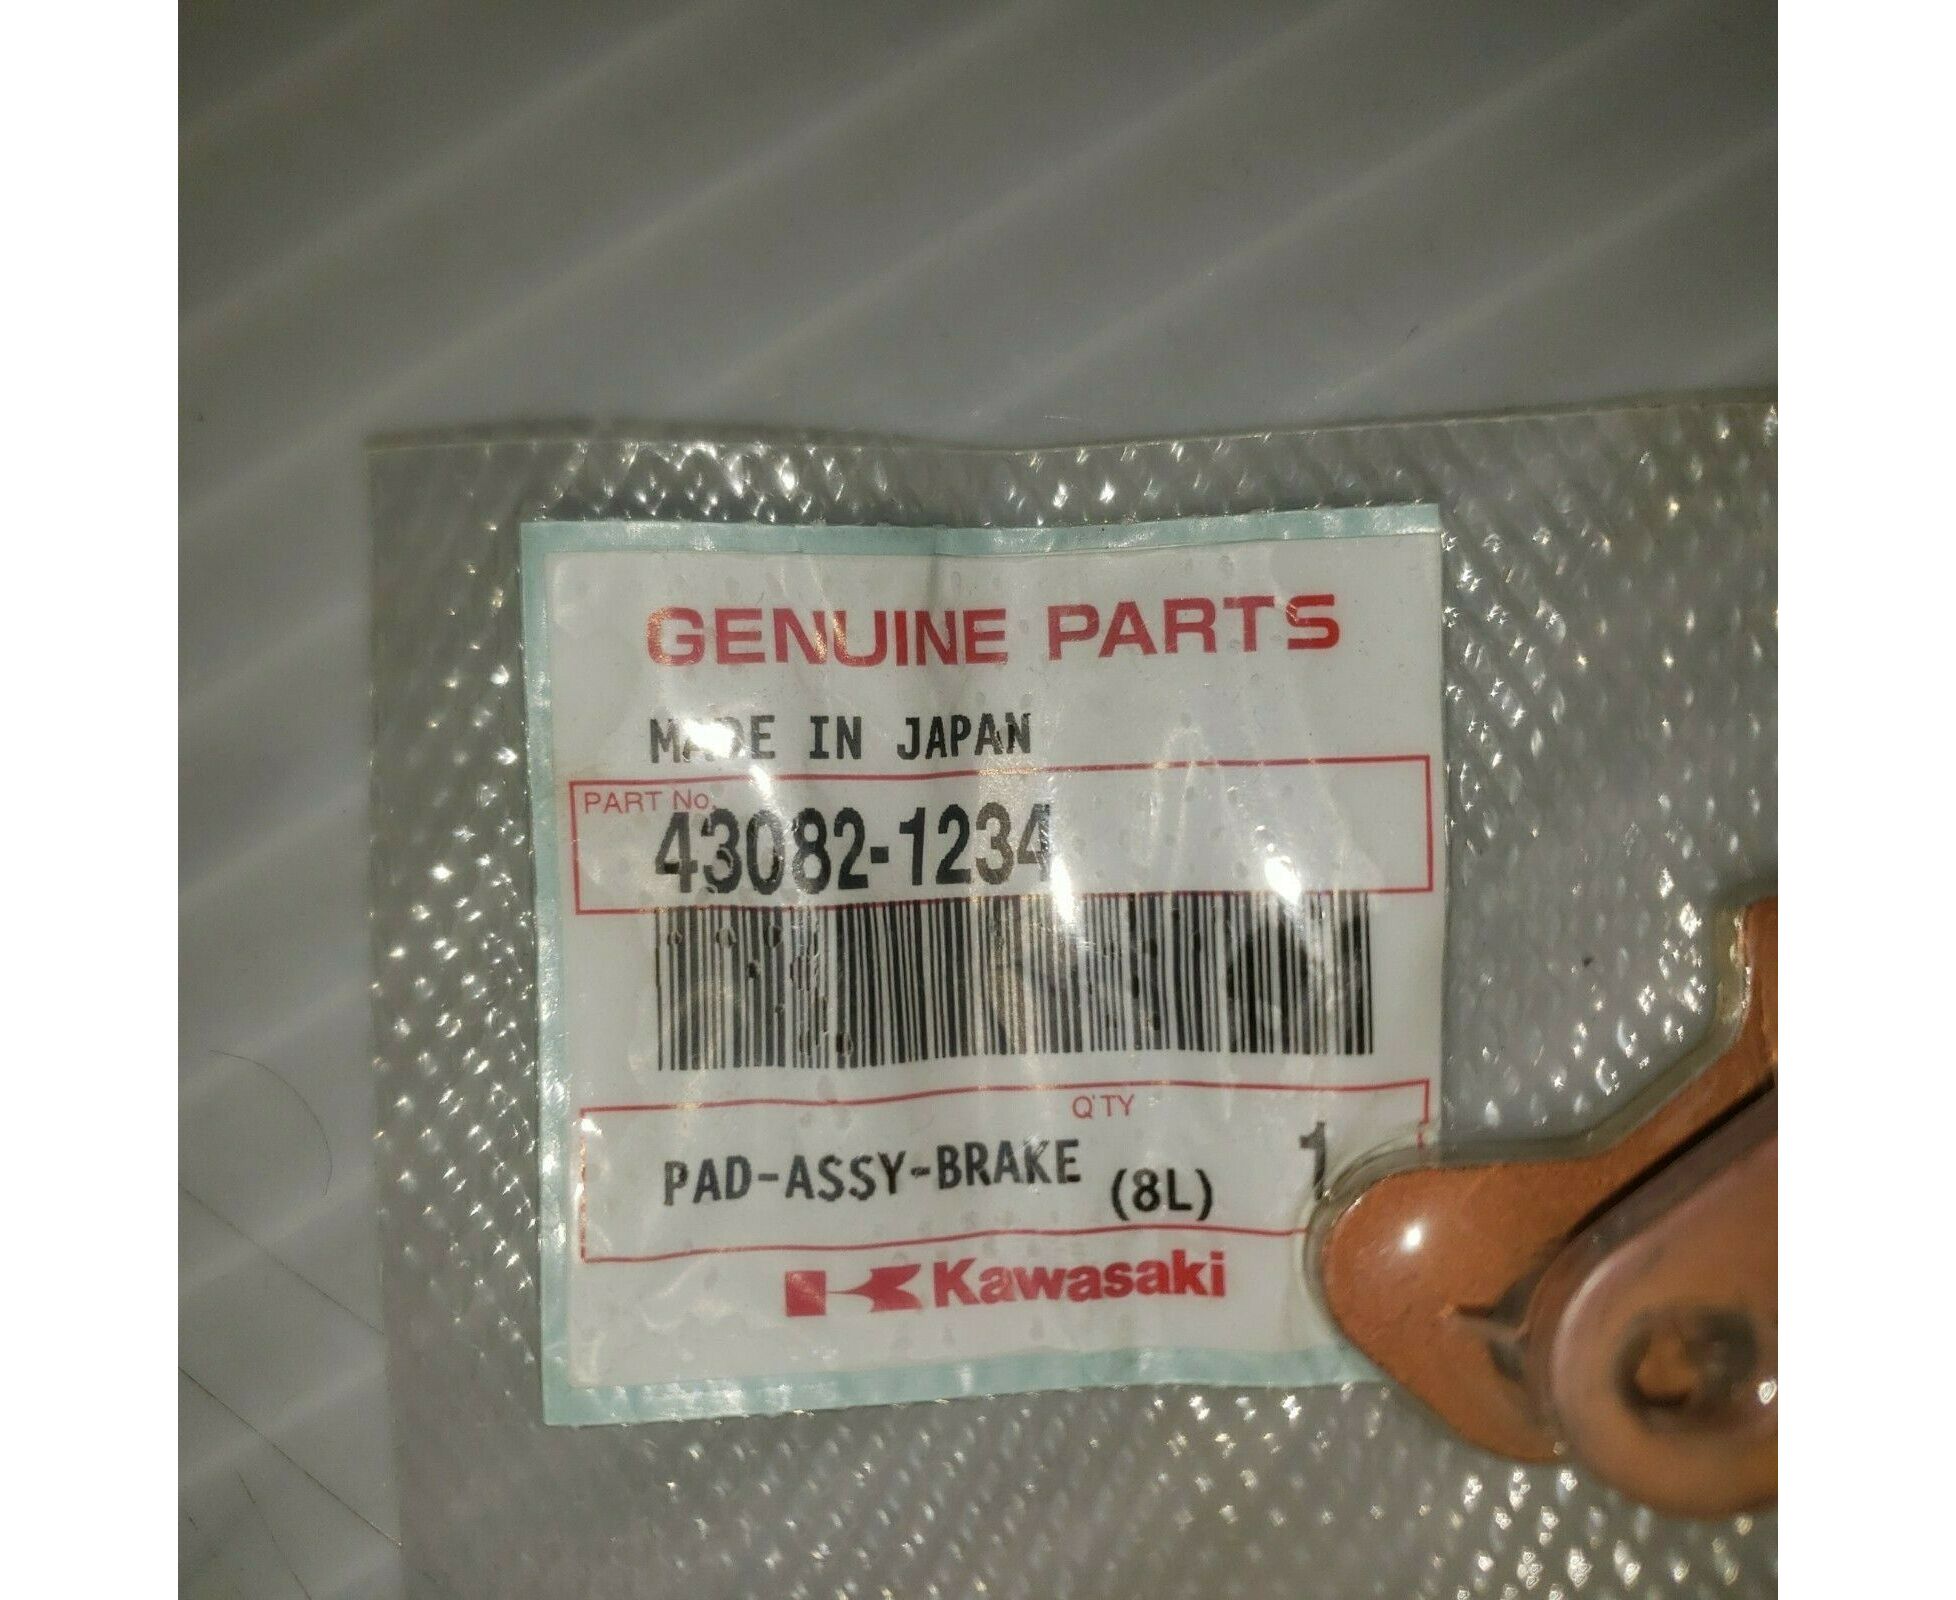 GENUINE PARTS
MADE IN JAPAN
PART No.
43082-1234
Q'TY
PAD-ASSY-BRAKE (8L) 1
Kawasaki